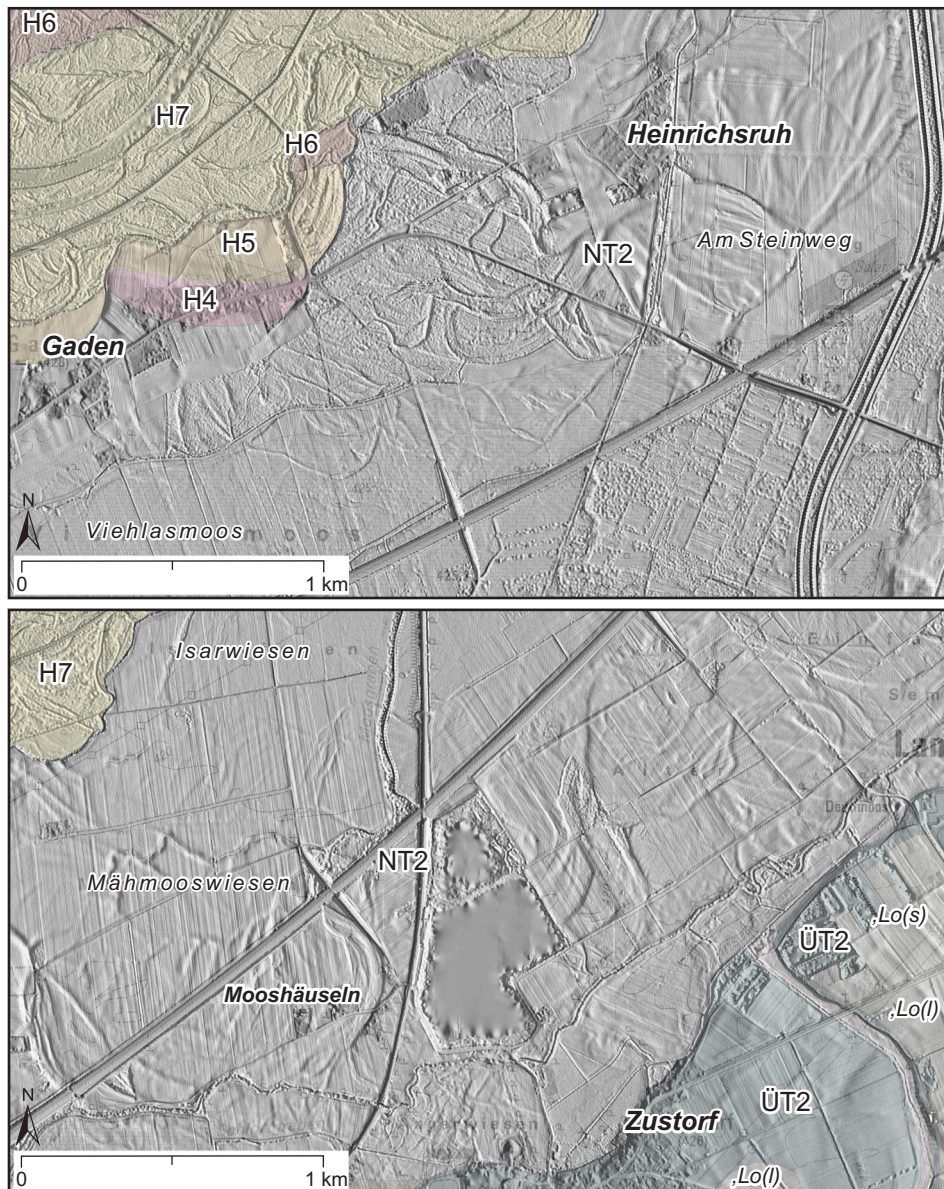 H6
H7
H6
Heinrichsruh
H5
NT2
Am Steinweg
H4
Gaden
N
Viehlasmoos
0
1 km
H7
Isarwiesen
NT2
Mähmooswiesen
,Lo(s)
ÜT2
,Lo(l)
Mooshäuseln
N
Zustorf
ÜT2
0
1 km
,Lo(l)